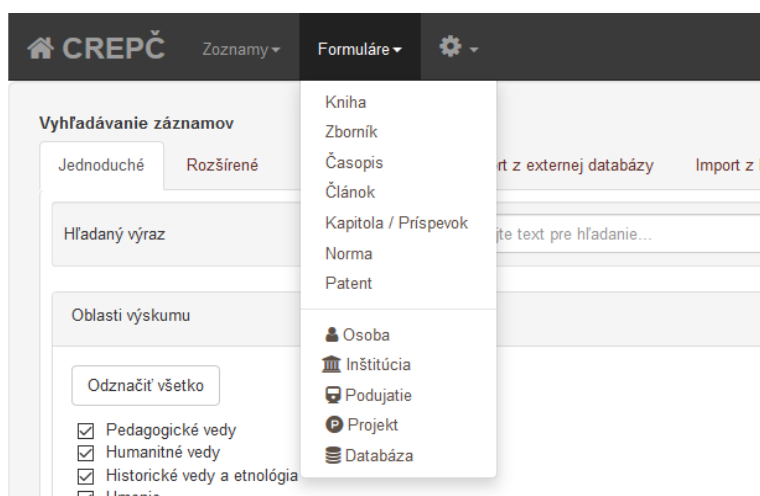 CREPČ Zoznamy Formuláre
Kniha
Zborník
Časopis
Článok
Kapitola / Príspevok
Norma
Patent
Osoba
Inštitúcia
Podujatie
Projekt
Databáza
Vyhľadávanie záznamov
Jednoduché Rozšírené z externej databázy Import z
Hľadaný výraz text pre hľadanie...
Oblasti výskumu
Odznačiť všetko
Pedagogické vedy
Humanitné vedy
Historické vedy a etnológia